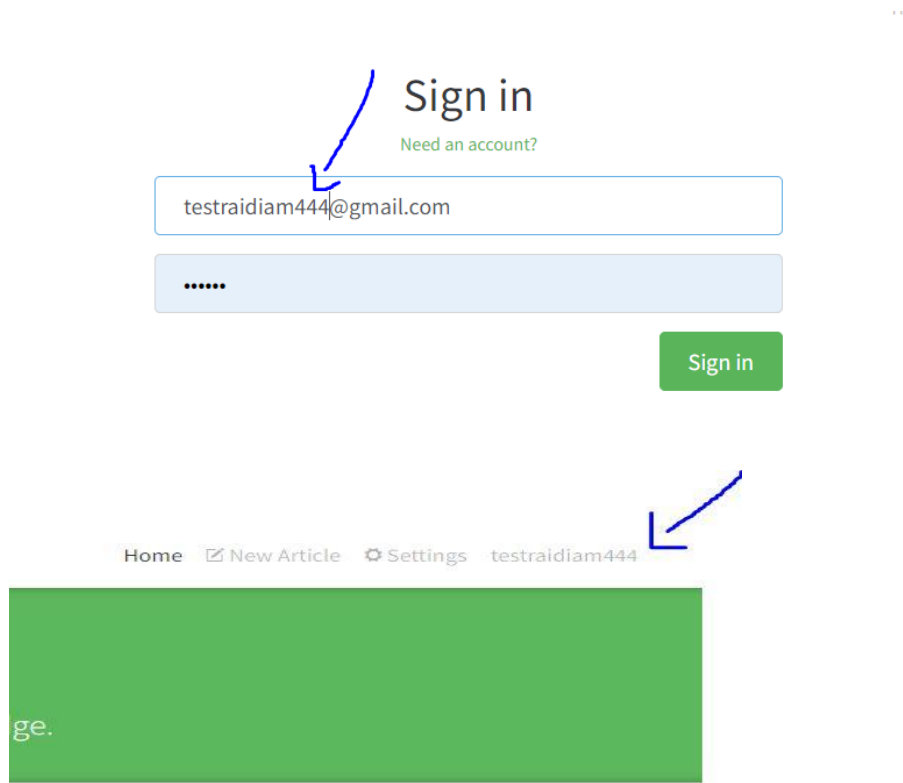 Sign in
Need an account?
testraidiam444@gmail.com
••••••
Sign in
Home New Article Settings testraidiam444
ge.